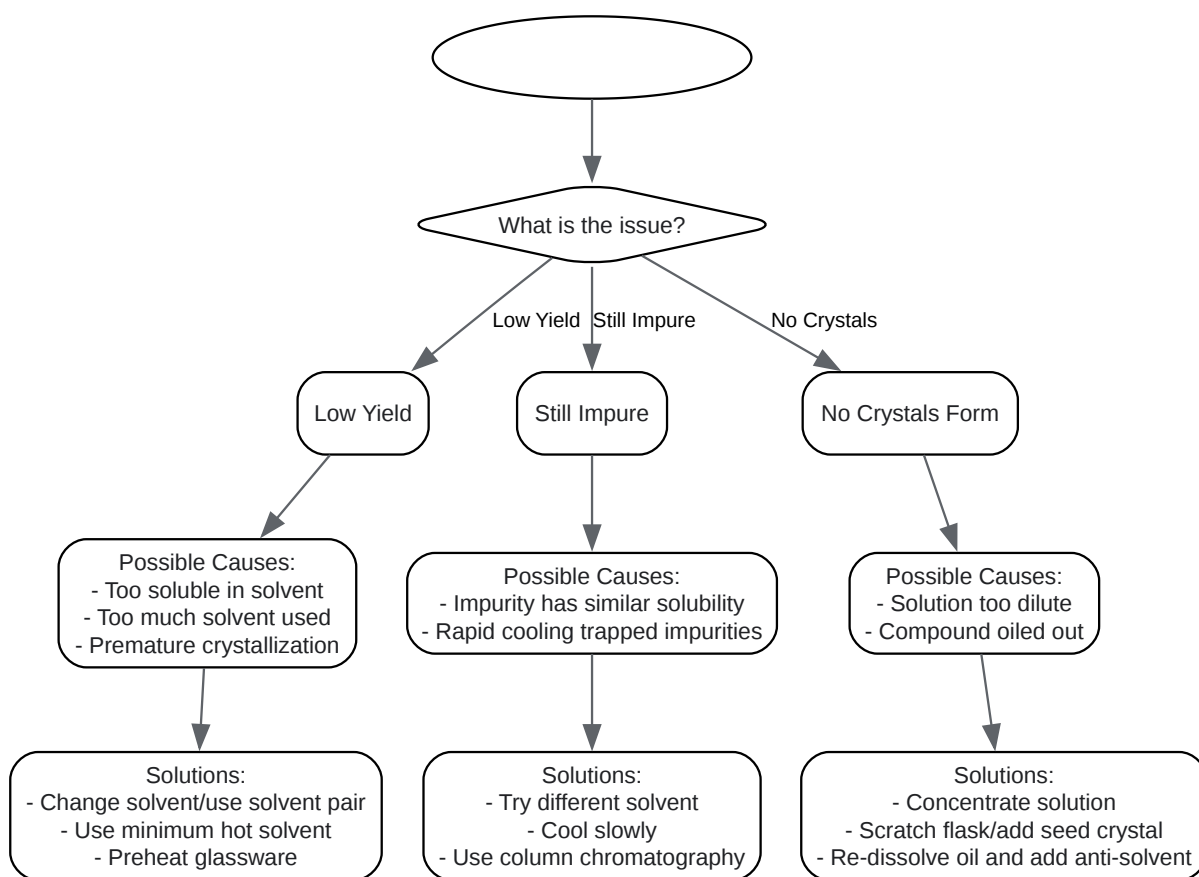 What is the issue?
Low Yield
Still Impure
No Crystals
Low Yield
Still Impure
No Crystals Form
Possible Causes:
- Too soluble in solvent
- Too much solvent used
- Premature crystallization
Possible Causes:
- Impurity has similar solubility
- Rapid cooling trapped impurities
Possible Causes:
- Solution too dilute
- Compound oiled out
Solutions:
- Change solvent/use solvent pair
- Use minimum hot solvent
- Preheat glassware
Solutions:
- Try different solvent
- Cool slowly
- Use column chromatography
Solutions:
- Concentrate solution
- Scratch flask/add seed crystal
- Re-dissolve oil and add anti-solvent